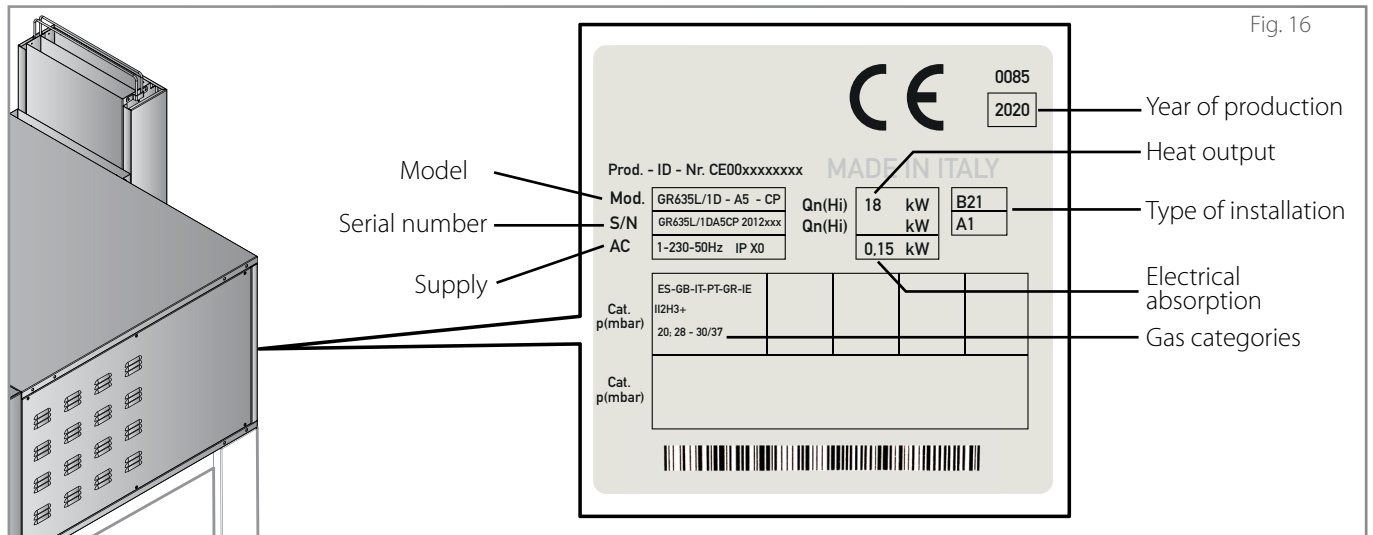 Fig. 16
CE
0085
2020
Year of production
Heat output
Type of installation
Electrical
absorption
Gas categories
Model
Serial number
Supply
Prod. - ID - Nr. CE00xxxxxxxx
MADE IN ITALY
Mod. GR635L/1D - A5 - CP Qn(Hi) 18 kW B21
S/N GR635L/1DA5CP 2012xxx Qn(Hi) kW A1
AC 1-230-50Hz IP X0 0,15 kW
ES-GB-IT-PT-GR-IE
Cat. II2H3+
p(mbar) 20; 28 - 30/37
Cat.
p(mbar)